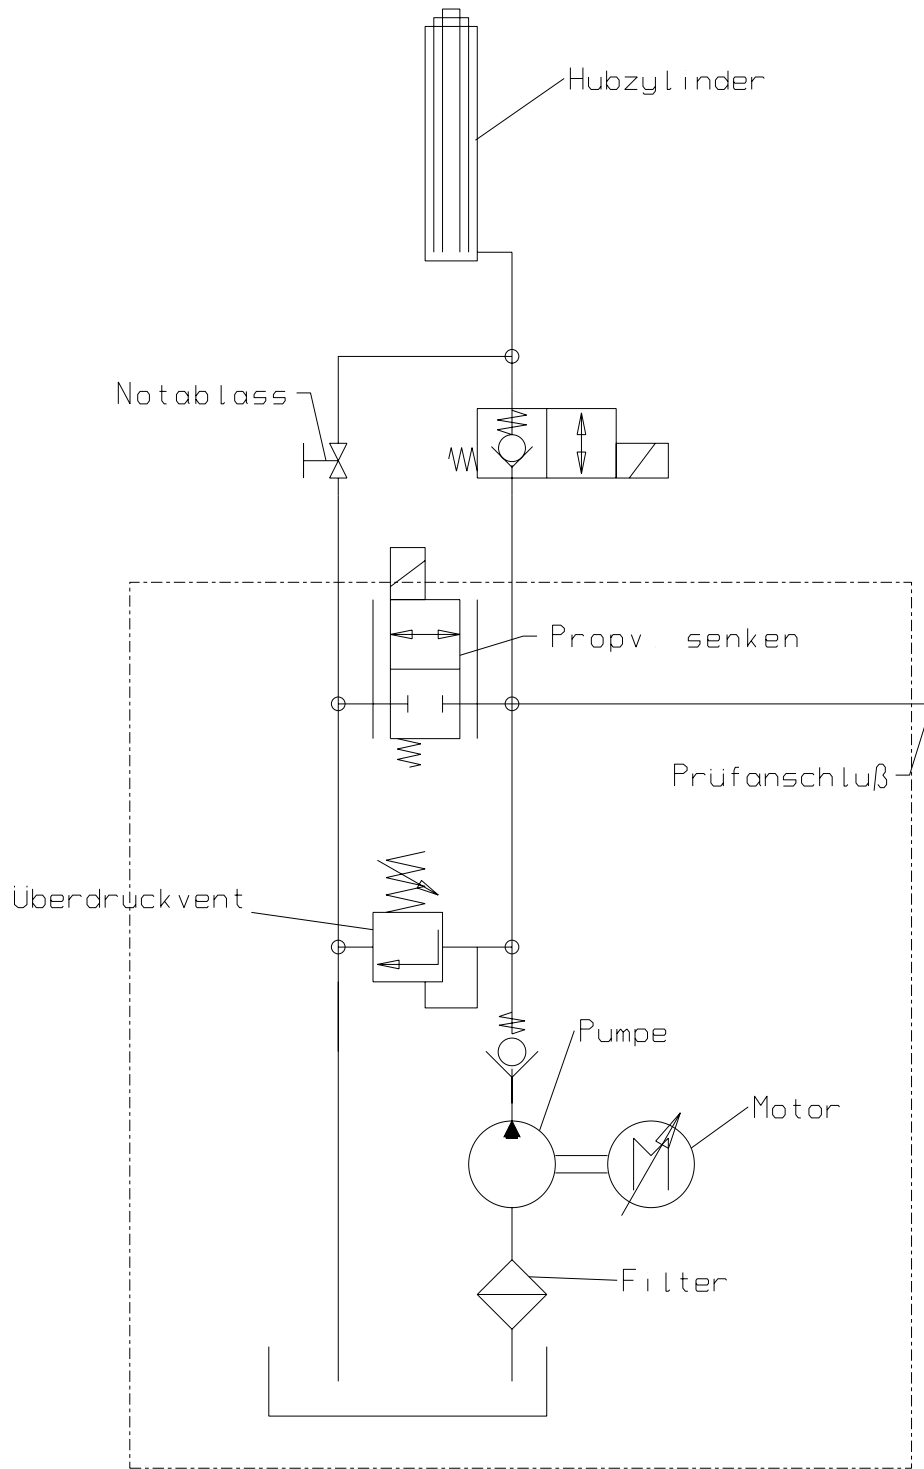 Hubzylinder
Notablass
Propv senken
Prüfanschluß
Überdruckvent
Pumpe
Motor
M
Filter